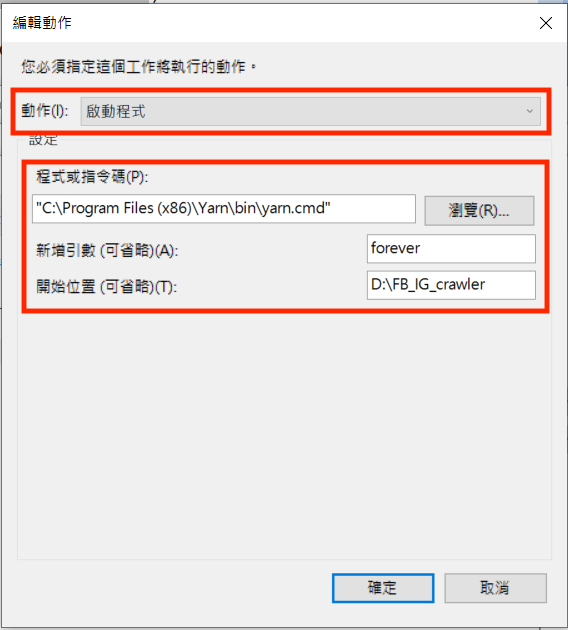 編輯動作
您必須指定這個工作將執行的動作。
動作(I): 啟動程式
設定
程式或指令碼(P):
"C:\Program Files (x86)\Yarn\bin\yarn.cmd" 瀏覽(R)...
新增引數 (可省略)(A): forever
開始位置 (可省略)(T): D:\FB_IG_crawler
確定 取消